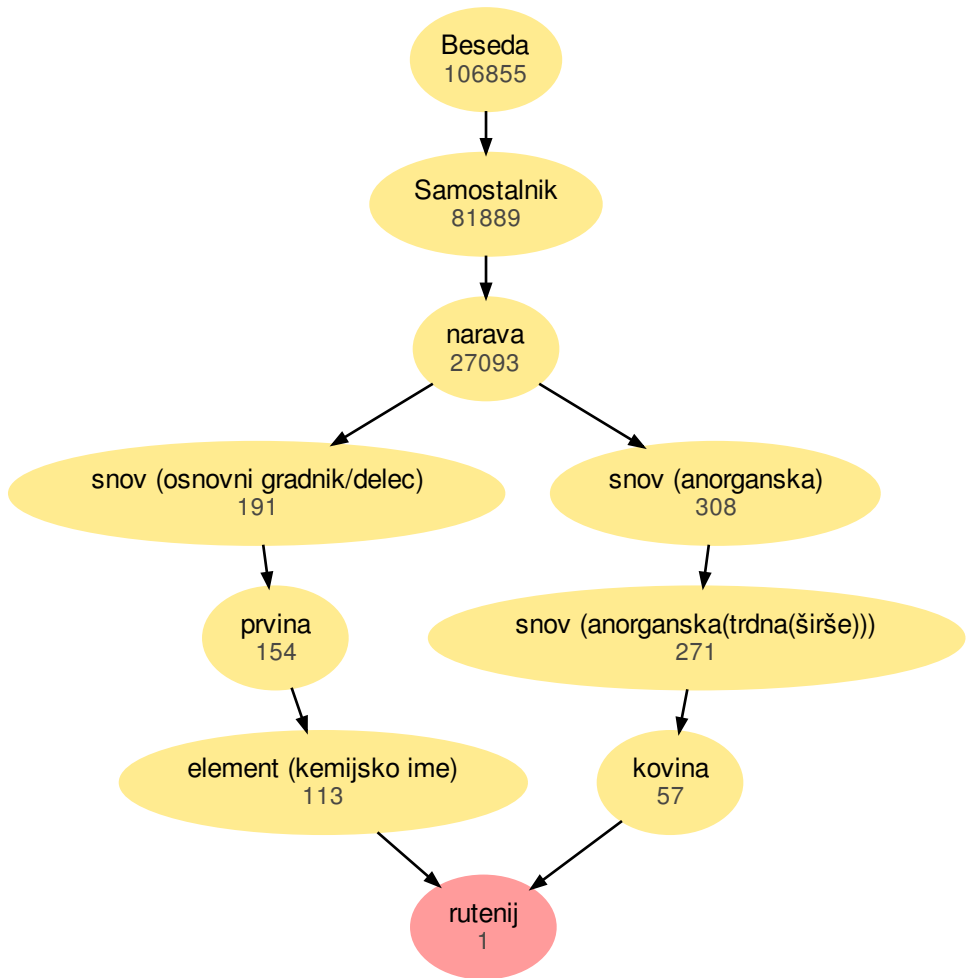 Beseda
106855
Samostalnik
81889
narava
27093
snov (osnovni gradnik/delec)
191
snov (anorganska)
308
prvina
154
snov (anorganska(trdna(širše)))
271
element (kemijsko ime)
113
kovina
57
rutenij
1